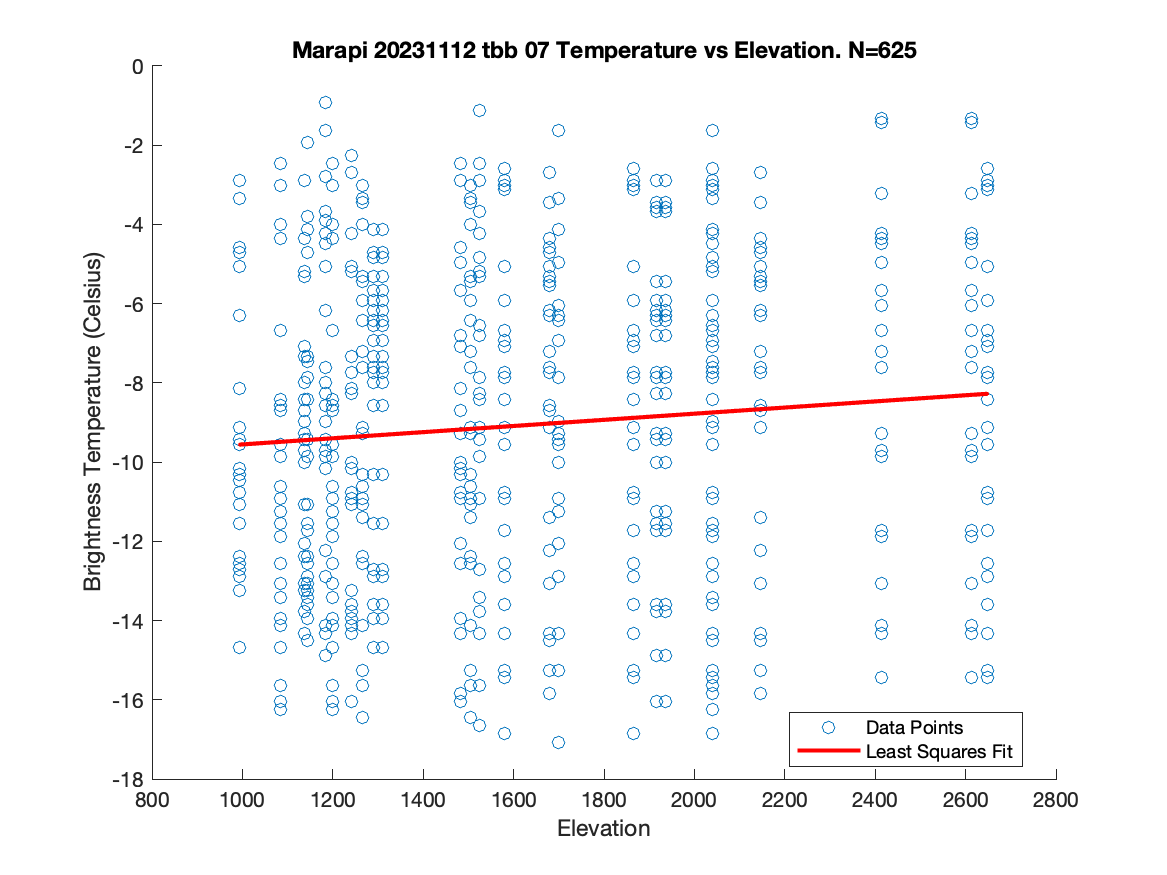 Marapi 20231112 tbb 07 Temperature vs Elevation. N=625
0
-2
-4
-6
-8
-10
-12
-14
-16
-18
Brightness Temperature (Celsius)
Data Points
Least Squares Fit
800 1000 1200 1400 1600 1800 2000 2200 2400 2600 2800
Elevation